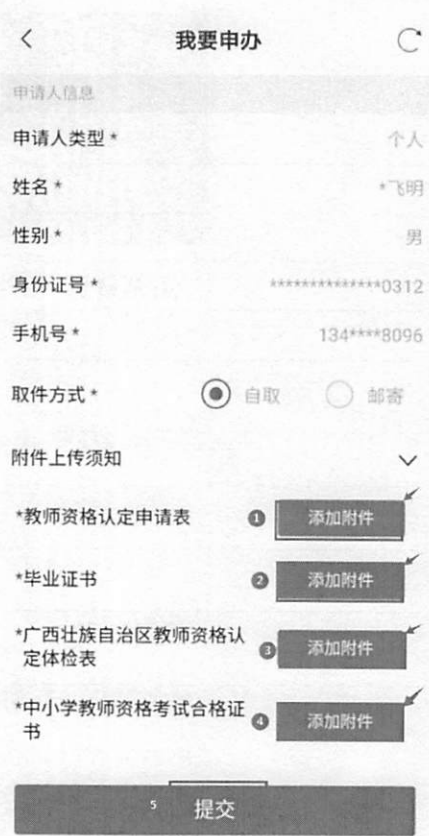 我要申办
申请人信息
申请人类型*
个人
姓名*
*飞明
性别*
男
身份证号*
**************0312
手机号*
134****8096
取件方式*
自取
邮寄
附件上传须知
*教师资格认定申请表
1
添加附件
*毕业证书
2
添加附件
*广西壮族自治区教师资格认
定体检表
3
添加附件
*中小学教师资格考试合格证
书
4
添加附件
5
提交